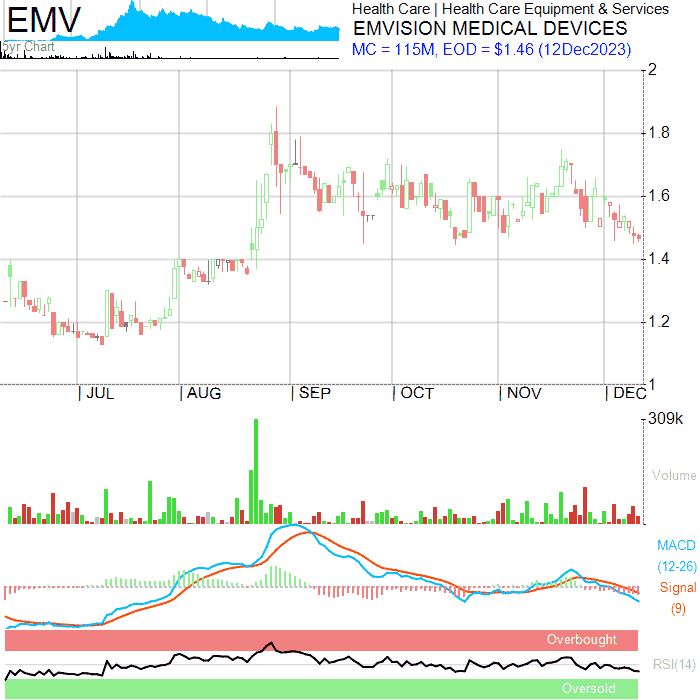 EMV
5yr Chart
Health Care | Health Care Equipment & Services
EMVISION MEDICAL DEVICES
MC = 115M, EOD = $1.46 (12Dec2023)
2
1.8
1.6
1.4
1.2
1
| JUL | AUG | SEP | OCT | NOV | DEC
309k
Volume
MACD
(12-26)
Signal
(9)
Overbought
RSI(14)
Oversold